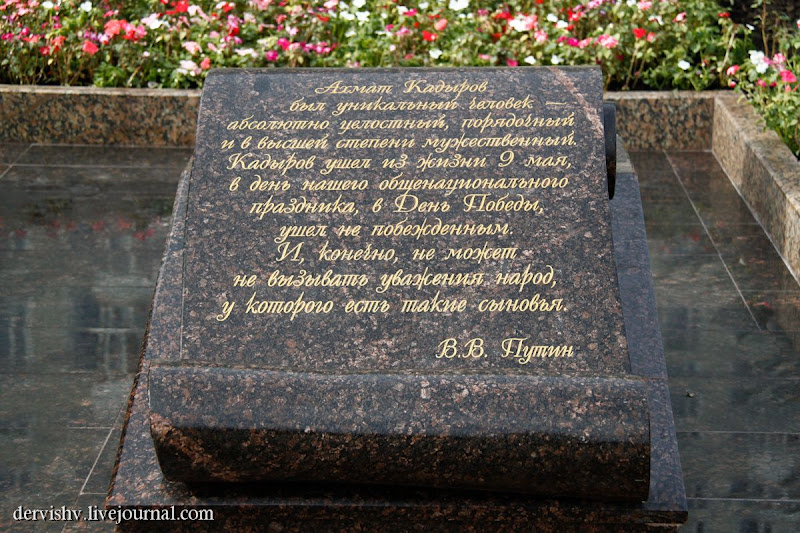 Ахмат Кадыров
был уникальный человек —
абсолютно целостный, порядочный
и в высшей степени мужественный.
Кадыров ушел из жизни 9 мая,
в день нашего общенационального
праздника, в День Победы,
ушел не побежденным.
И, конечно, не может
не вызывать уважения народ,
у которого есть такие сыновья.
В.В. Путин
dervishv.livejournal.com